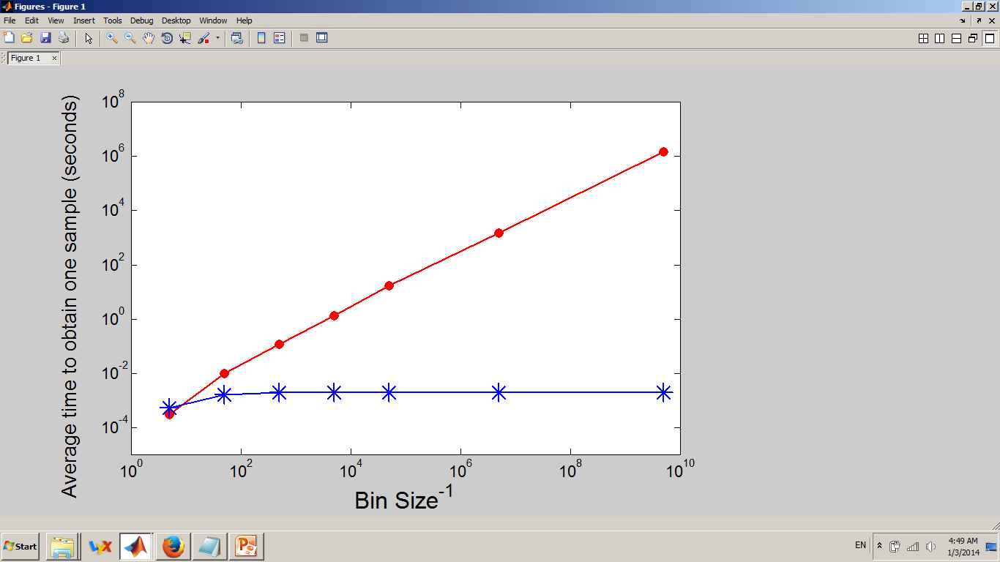 Figures - Figure 1
File Edit View Insert Tools Debug Desktop Window Help
Figure 1
Average time to obtain one sample (seconds)
10^8
10^6
10^4
10^2
10^0
10^-2
10^-4
10^0 10^2 10^4 10^6 10^8 10^10
Bin Size^-1
Start
EN
4:49 AM
1/3/2014